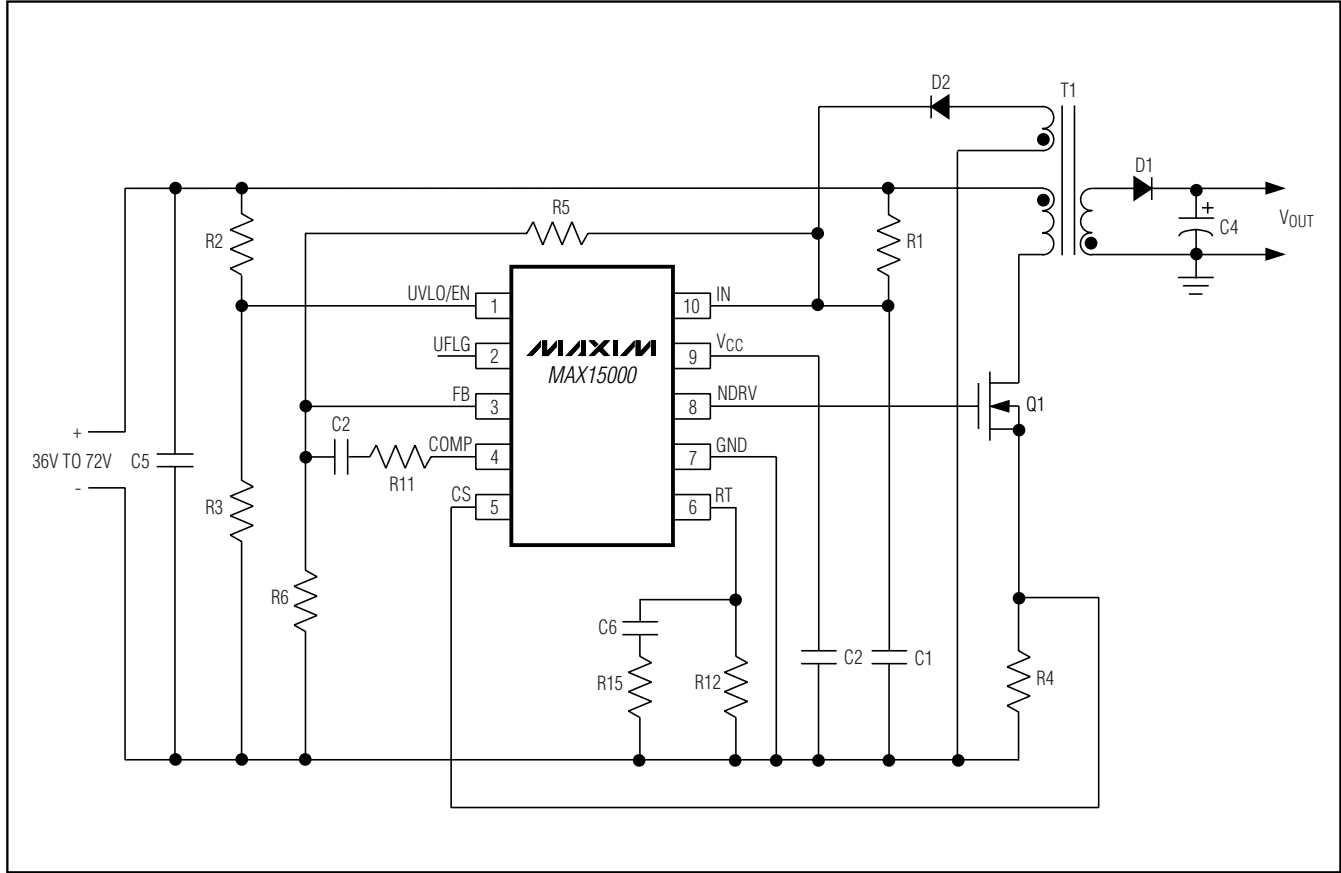 D2
T1
D1
R5
R2
R1
+
C4
VOUT
UVLO/EN
1
10
IN
UFLG
2
MAXIM
9
VCC
MAX15000
FB
3
8
NDRV
Q1
C2
COMP
4
7
GND
+
36V TO 72V
-
C5
R11
CS
5
6
RT
R3
R6
C6
R15
R12
C2
C1
R4